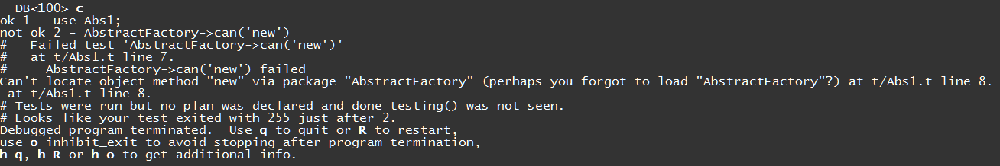 DB<100> c
ok 1 - use Abs1;
not ok 2 - AbstractFactory->can('new')
#   Failed test 'AbstractFactory->can('new')'
#   at t/Abs1.t line 7.
#     AbstractFactory->can('new') failed
Can't locate object method "new" via package "AbstractFactory" (perhaps you forgot to load "AbstractFactory"?) at t/Abs1.t line 8.
 at t/Abs1.t line 8.
# Tests were run but no plan was declared and done_testing() was not seen.
# Looks like your test exited with 255 just after 2.
Debugged program terminated.  Use q to quit or R to restart,
use o inhibit_exit to avoid stopping after program termination,
h q, h R or h o to get additional info.